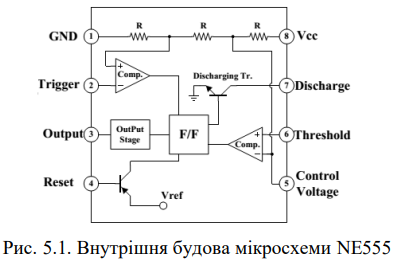 R R R
GND 1 8 Vcc
Comp. Discharging Tr.
Trigger 2 7 Discharge
Output 3 OutPut Stage F/F 6 Threshold
Comp.
Reset 4 5 Control Voltage
Vref
Рис. 5.1. Внутрішня будова мікросхеми NE555